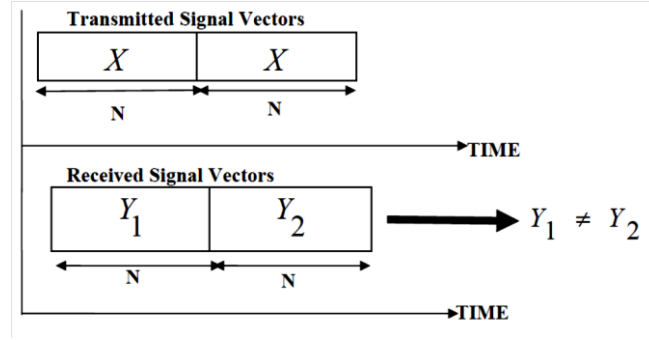 Transmitted Signal Vectors
X X
N N
TIME
Received Signal Vectors
Y1 Y2 Y1 ≠ Y2
N N
TIME